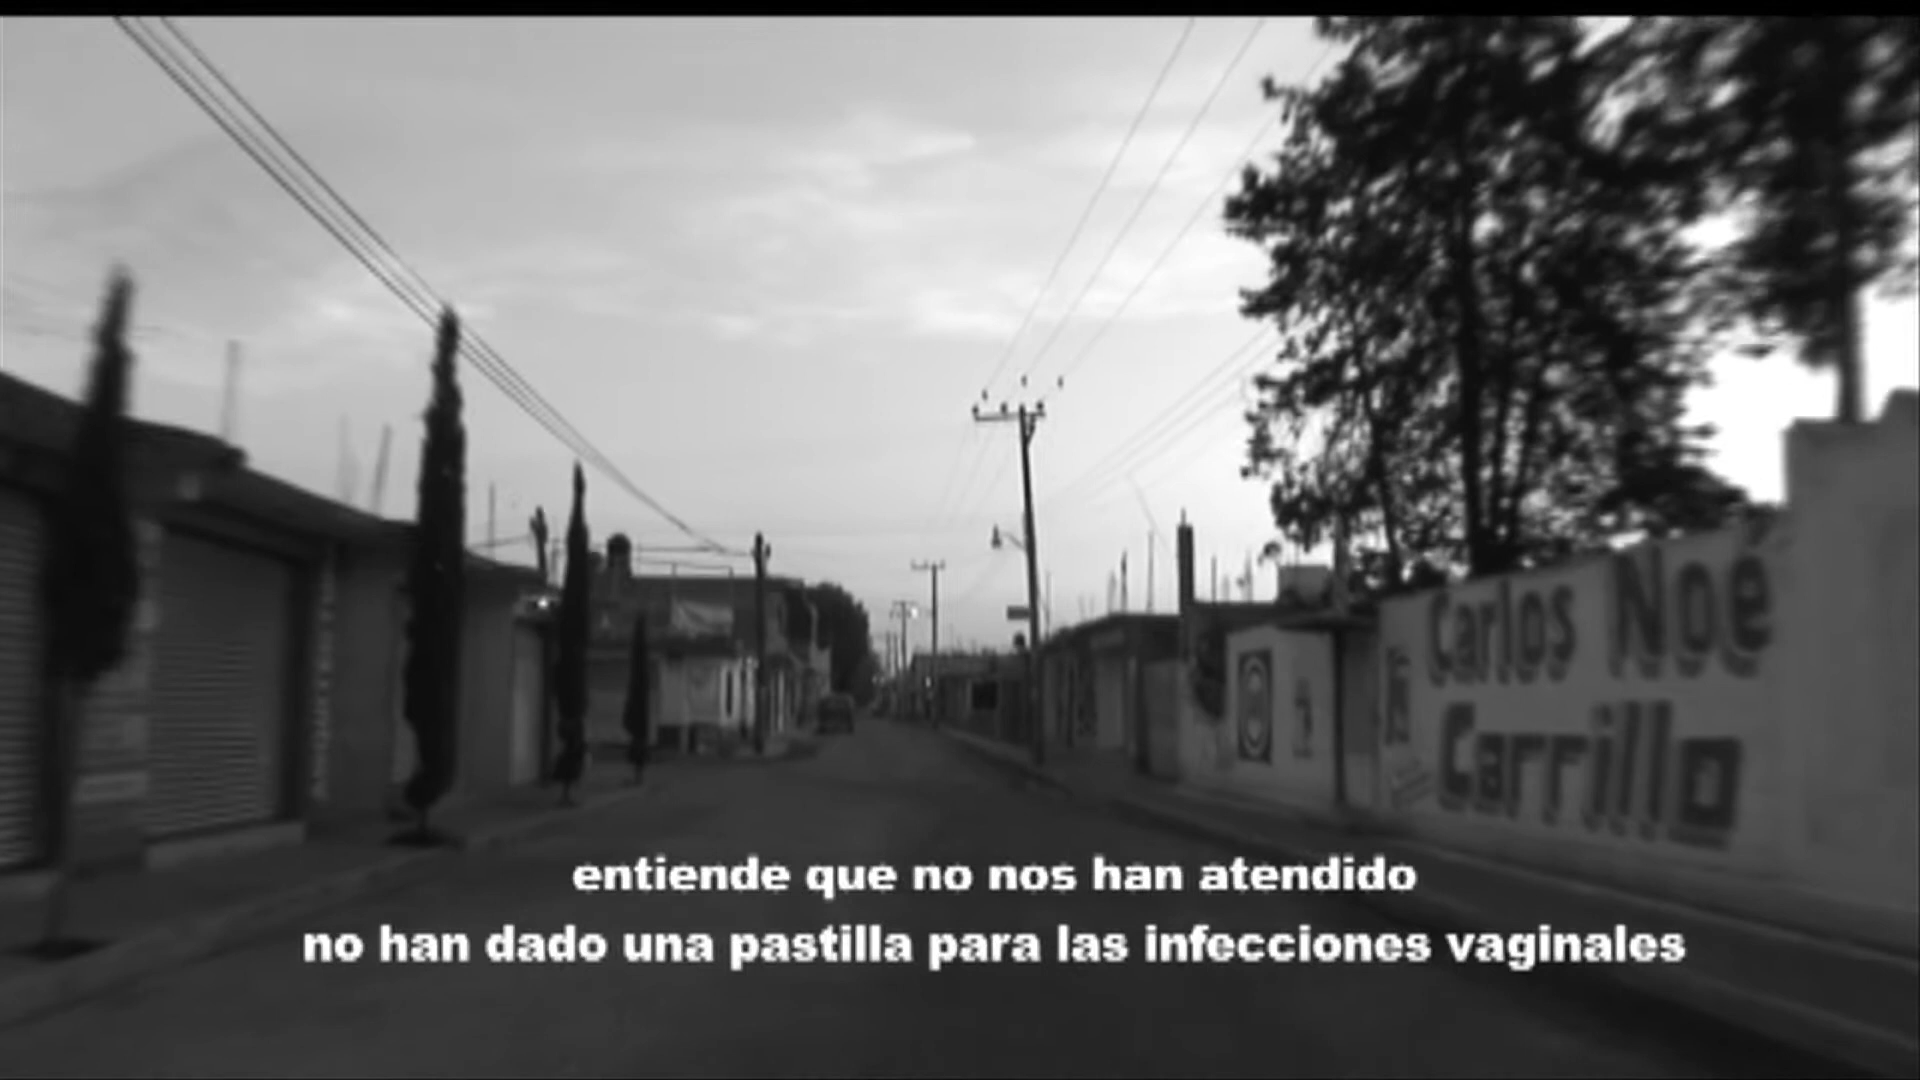 Carlos Noé
Carrillo
entiende que no nos han atendido
no han dado una pastilla para las infecciones vaginales